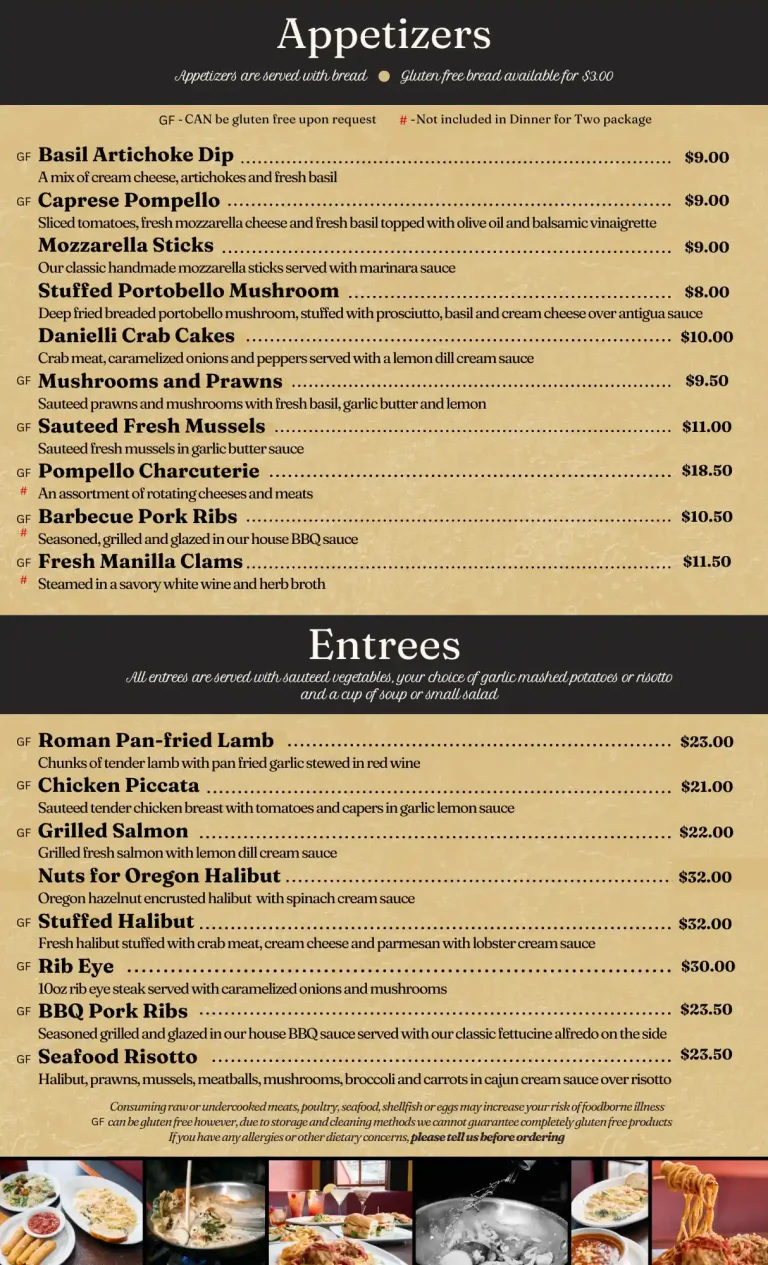 Appetizers
Appetizers are served with bread ● Gluten free bread available for $3.00
GF - CAN be gluten free upon request # -Not included in Dinner for Two package
GF Basil Artichoke Dip $9.00
A mix of cream cheese, artichokes and fresh basil
GF Caprese Pompello $9.00
Sliced tomatoes, fresh mozzarella cheese and fresh basil topped with olive oil and balsamic vinaigrette
Mozzarella Sticks $9.00
Our classic handmade mozzarella sticks served with marinara sauce
Stuffed Portobello Mushroom $8.00
Deep fried breaded portobello mushroom, stuffed with prosciutto, basil and cream cheese over antigua sauce
Danielli Crab Cakes $10.00
Crab meat, caramelized onions and peppers served with a lemon dill cream sauce
GF Mushrooms and Prawns $9.50
Sauteed prawns and mushrooms with fresh basil, garlic butter and lemon
GF Sauteed Fresh Mussels $11.00
Sauteed fresh mussels in garlic butter sauce
GF Pompello Charcuterie $18.50
# An assortment of rotating cheeses and meats
GF Barbecue Pork Ribs $10.50
# Seasoned, grilled and glazed in our house BBQ sauce
GF Fresh Manilla Clams $11.50
# Steamed in a savory white wine and herb broth
Entrees
All entrees are served with sauteed vegetables, your choice of garlic mashed potatoes or risotto
and a cup of soup or small salad
GF Roman Pan-fried Lamb $23.00
Chunks of tender lamb with pan fried garlic stewed in red wine
GF Chicken Piccata $21.00
Sauteed tender chicken breast with tomatoes and capers in garlic lemon sauce
GF Grilled Salmon $22.00
Grilled fresh salmon with lemon dill cream sauce
Nuts for Oregon Halibut $32.00
Oregon hazelnut encrusted halibut with spinach cream sauce
GF Stuffed Halibut $32.00
Fresh halibut stuffed with crab meat, cream cheese and parmesan with lobster cream sauce
GF Rib Eye $30.00
10oz rib eye steak served with caramelized onions and mushrooms
GF BBQ Pork Ribs $23.50
Seasoned grilled and glazed in our house BBQ sauce served with our classic fettucine alfredo on the side
GF Seafood Risotto $23.50
Halibut, prawns, mussels, meatballs, mushrooms, broccoli and carrots in cajun cream sauce over risotto
Consuming raw or undercooked meats, poultry, seafood, shellfish or eggs may increase your risk of foodborne illness
GF can be gluten free however, due to storage and cleaning methods we cannot guarantee completely gluten free products
If you have any allergies or other dietary concerns, please tell us before ordering